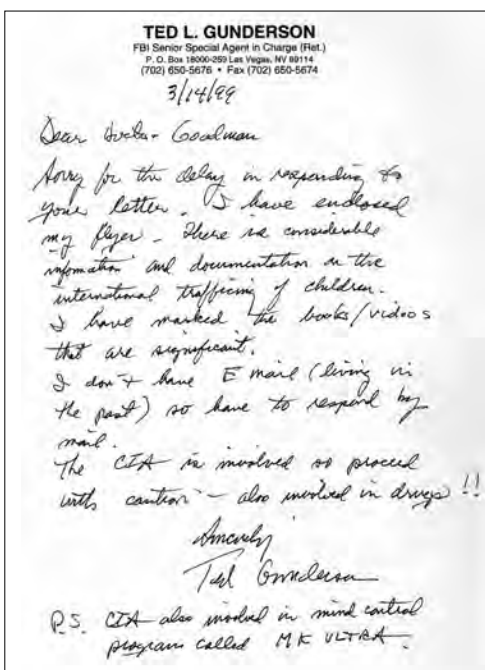 TED L. GUNDERSON
FBI Senior Special Agent in Charge (Ret.)
P. O. Box 18000-259 Las Vegas, NV 89114
(702) 650-5676 • Fax (702) 650-5674
3/14/99
Dear Goodman
Sorry for the delay in responding to
your letter. I have enclosed
my flyer - There is considerable
information and documentation on the
international trafficing of children.
I have marked the books/videos
that are significant.
I don't have E mail (living in
the past) so have to respond by
mail.
The CIA is involved so proceed
with caution - also involved in drugs!!
Sincerely
Ted Gunderson
P.S. CIA also involved in mind control
program called MK ULTRA.